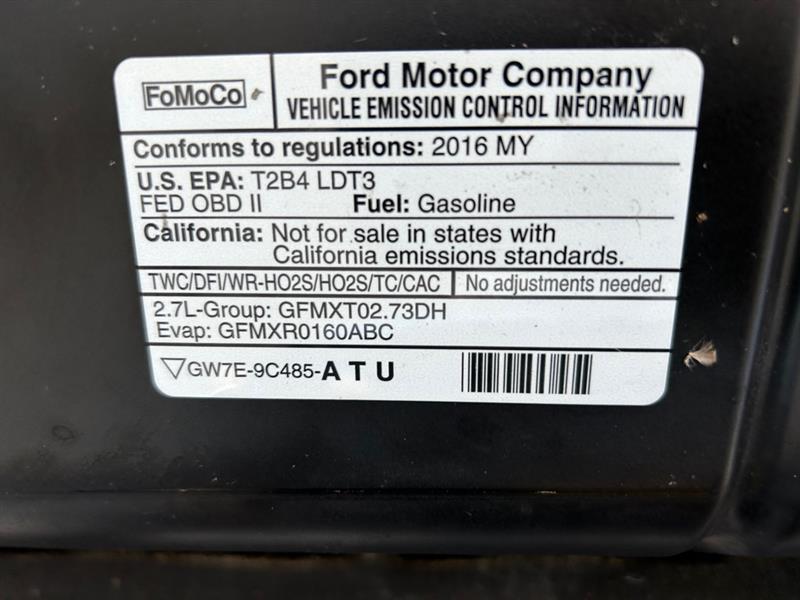 FoMoCo
Ford Motor Company
VEHICLE EMISSION CONTROL INFORMATION
Conforms to regulations: 2016 MY
U.S. EPA: T2B4 LDT3
FED OBD II Fuel: Gasoline
California: Not for sale in states with
California emissions standards.
TWC/DFI/WR-HO2S/HO2S/TC/CAC No adjustments needed.
2.7L-Group: GFMXT02.73DH
Evap: GFMXR0160ABC
▽GW7E-9C485-A T U